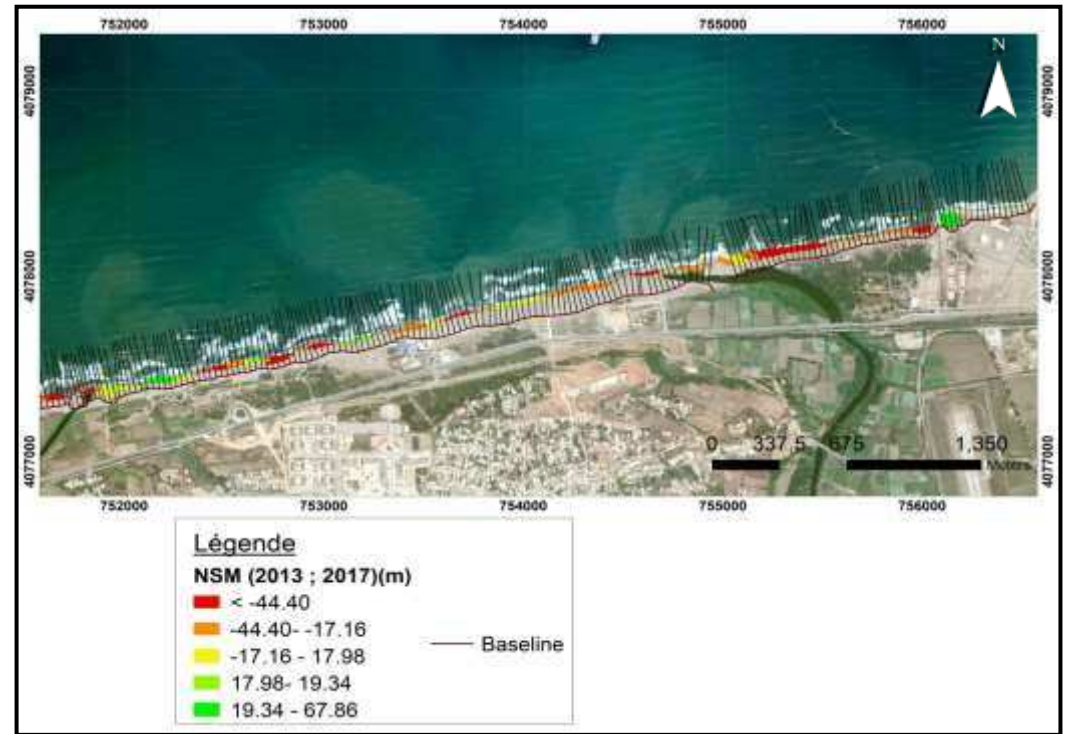 752000 753000 754000 755000 756000
N
4079000 4079000
4078000 4078000
4077000 4077000
0 337,5 675 1,350
Meters
752000 753000 754000 755000 756000
Légende
NSM (2013 ; 2017)(m)
< -44.40
-44.40- -17.16
-17.16 - 17.98
17.98- 19.34
19.34 - 67.86
Baseline